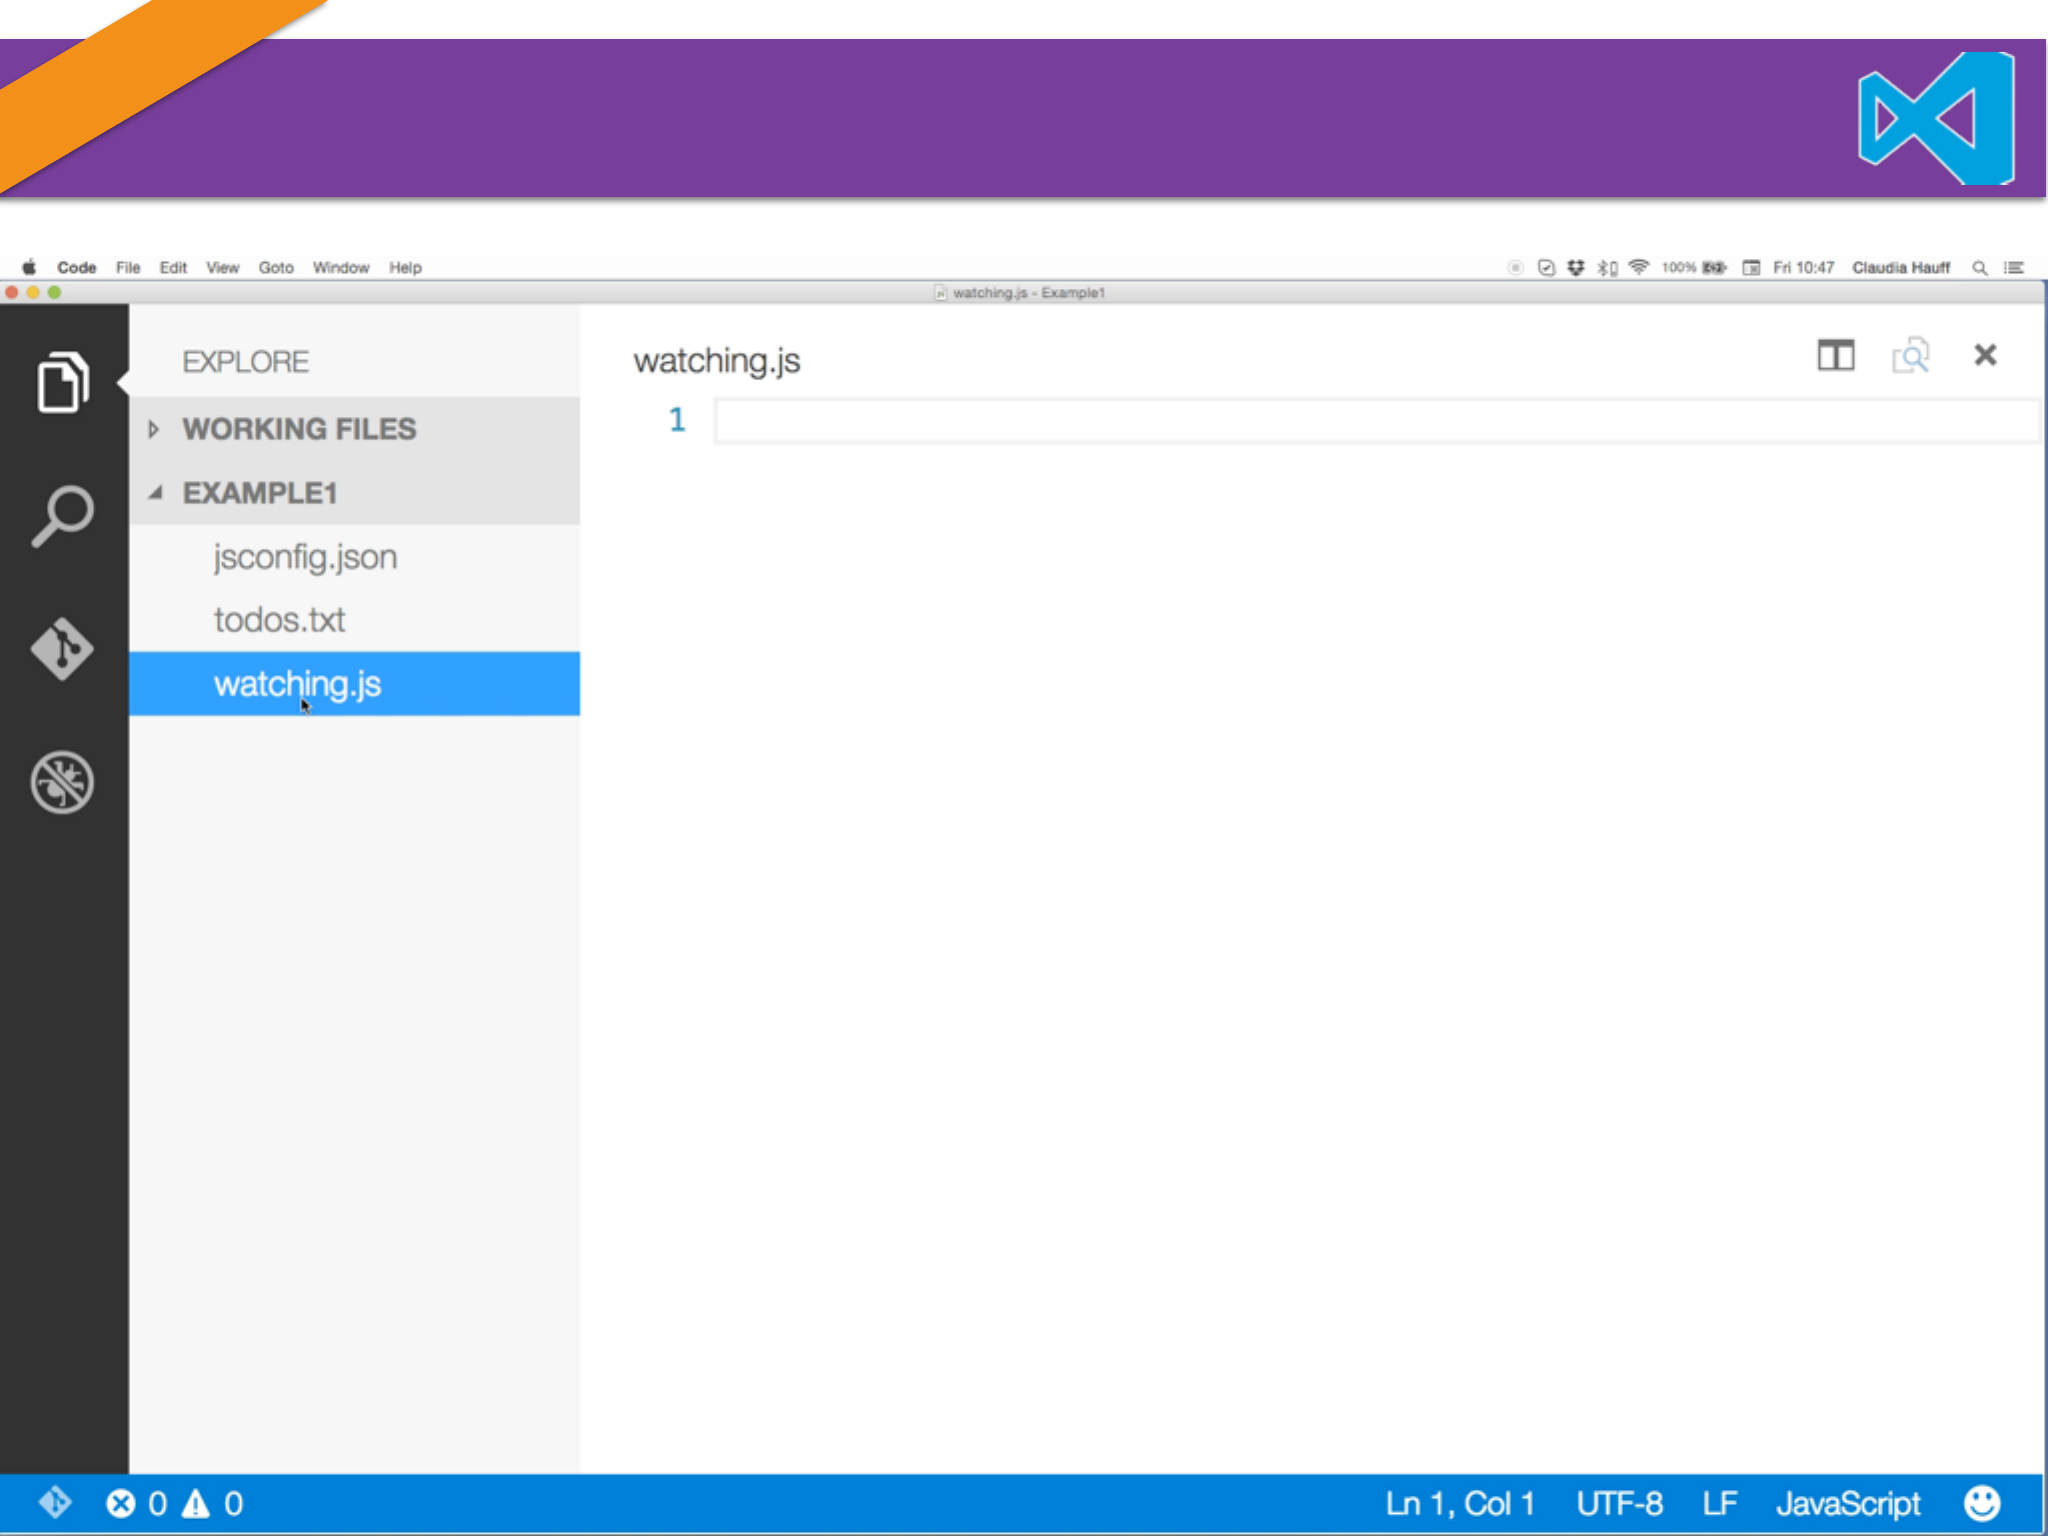 Code File Edit View Goto Window Help
100% Fri 10:47 Claudia Hauff
watching.js - Example1
EXPLORE
WORKING FILES
EXAMPLE1
jsconfig.json
todos.txt
watching.js
watching.js
1
0 0
Ln 1, Col 1 UTF-8 LF JavaScript